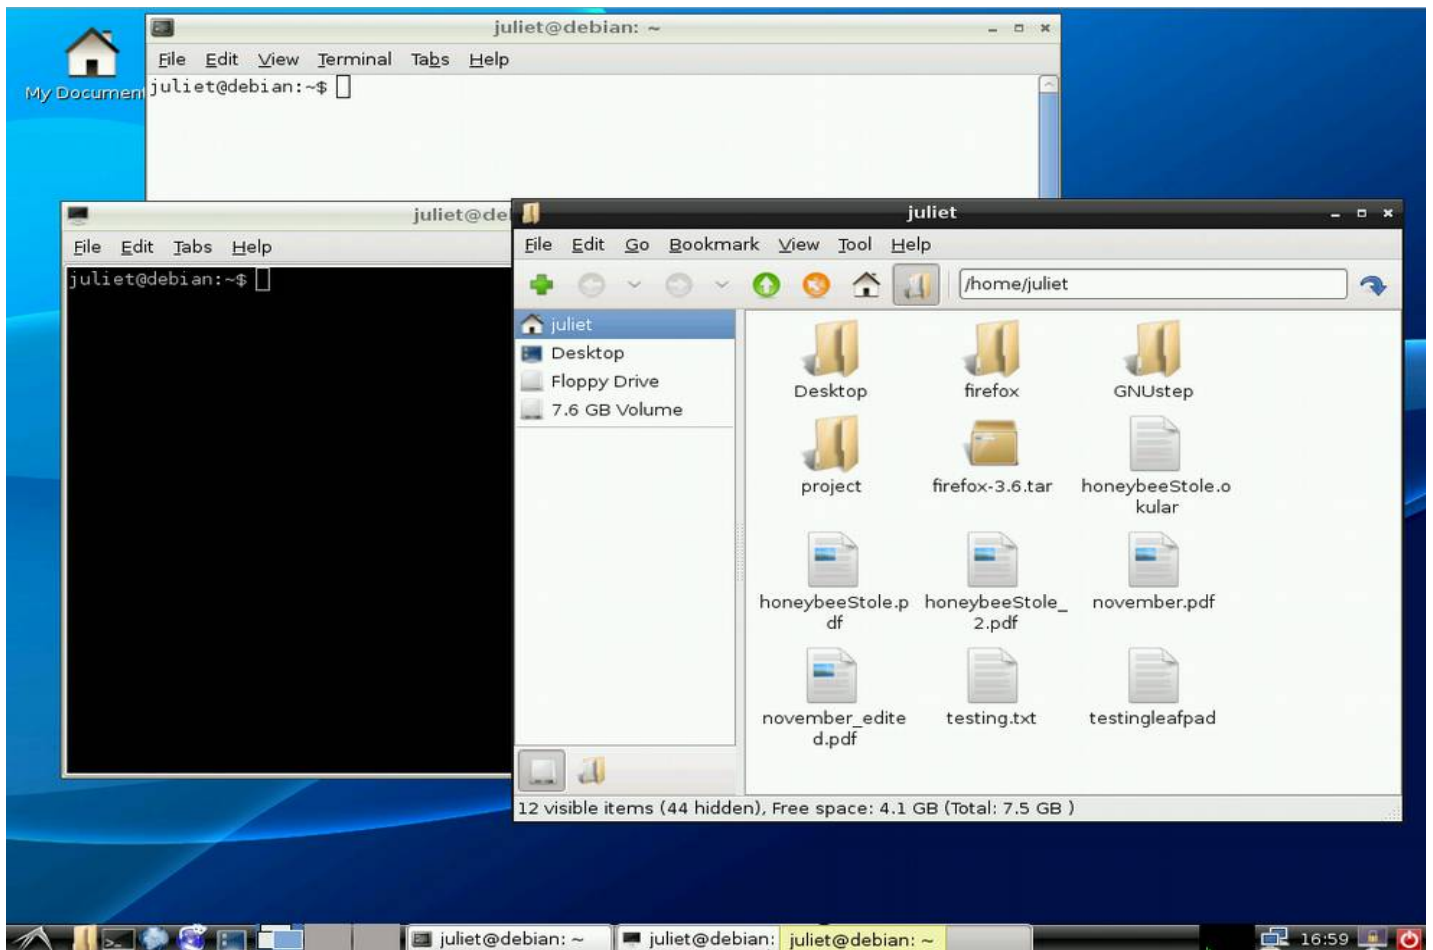 juliet@debian: ~
File Edit View Terminal Tabs Help
My Documen
juliet@debian:~$
juliet@de
File Edit Tabs Help
juliet@debian:~$
juliet
File Edit Go Bookmark View Tool Help
/home/juliet
juliet
Desktop
Floppy Drive
7.6 GB Volume
Desktop
firefox
GNUstep
project
firefox-3.6.tar
honeybeeStole.o
kular
honeybeeStole.p
df
honeybeeStole_
2.pdf
november.pdf
november_edite
d.pdf
testing.txt
testingleafpad
12 visible items (44 hidden), Free space: 4.1 GB (Total: 7.5 GB )
juliet@debian: ~
juliet@debian:
juliet@debian: ~
16:59